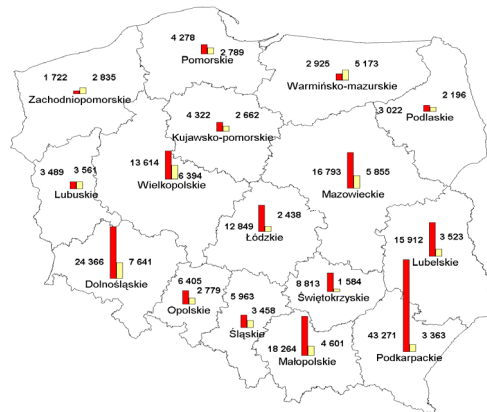 4 278
2 789
Pomorskie
2 925 5 173
Warmińsko-mazurskie
1 722 2 835
Zachodniopomorskie
2 196
3 022
Podlaskie
4 322 2 662
Kujawsko-pomorskie
13 614
6 394
Wielkopolskie
3 489 3 561
Lubuskie
16 793 5 855
Mazowieckie
2 438
12 849
Łódzkie
15 912 3 523
Lubelskie
24 366 7 641
Dolnośląskie
6 405
2 779
Opolskie
8 813 1 584
Świętokrzyskie
5 963
3 458
Śląskie
18 264 4 601
Małopolskie
43 271 3 363
Podkarpackie